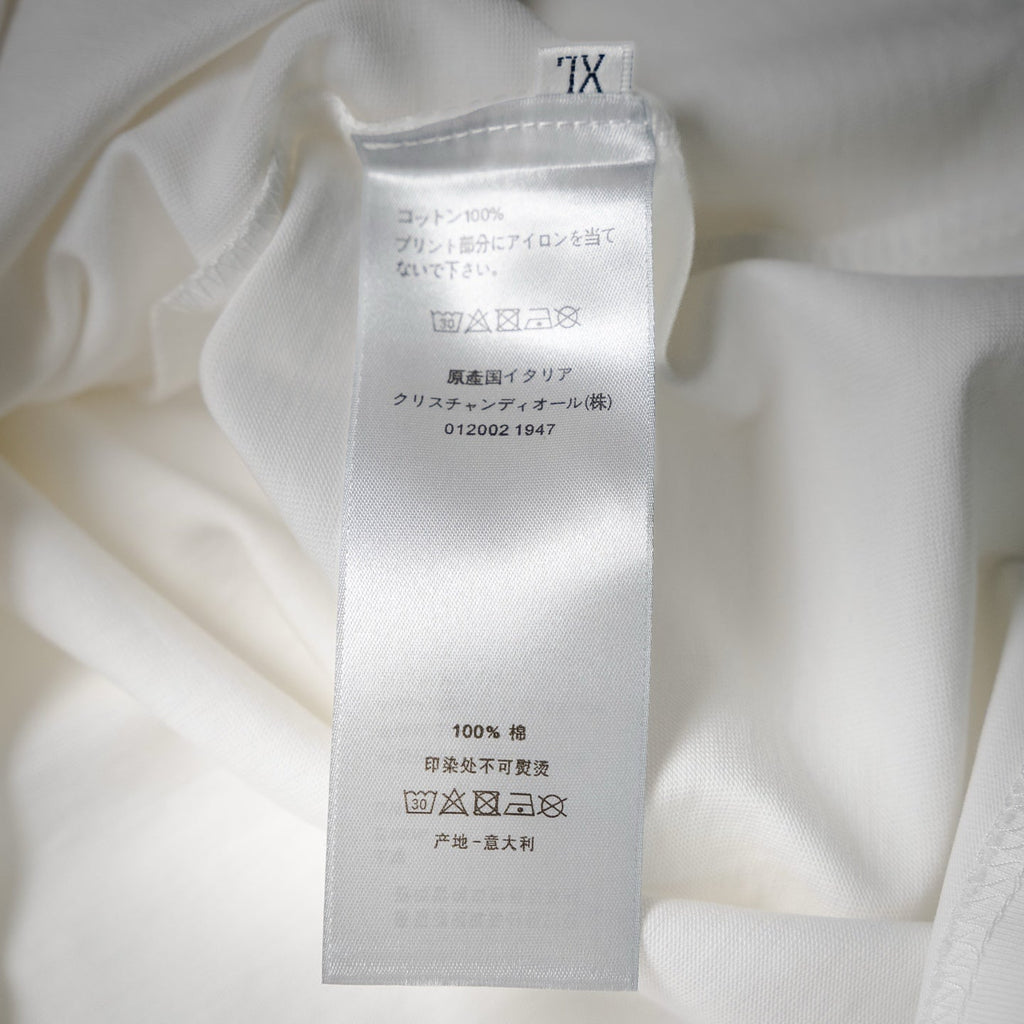 XL
コットン100%
プリント部分にアイロンを当て
ないで下さい。
30
原産国イタリア
クリスチャンディオール(株)
012002 1947
100% 棉
印染处不可熨烫
30
产地-意大利